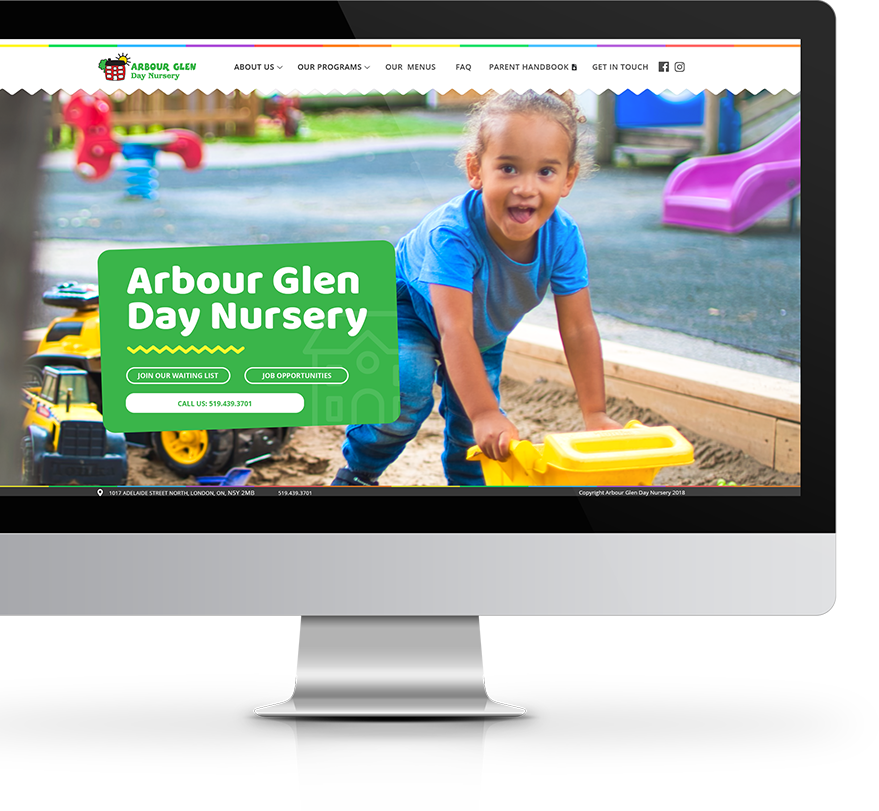 ARBOUR GLEN
Day Nursery
ABOUT US
OUR PROGRAMS
OUR MENUS
FAQ
PARENT HANDBOOK
GET IN TOUCH
Arbour Glen
Day Nursery
JOIN OUR WAITING LIST
JOB OPPORTUNITIES
CALL US: 519.439.3701
1017 ADELAIDE STREET NORTH, LONDON, ON, N5Y 2MB
519.439.3701
Copyright Arbour Glen Day Nursery 2018